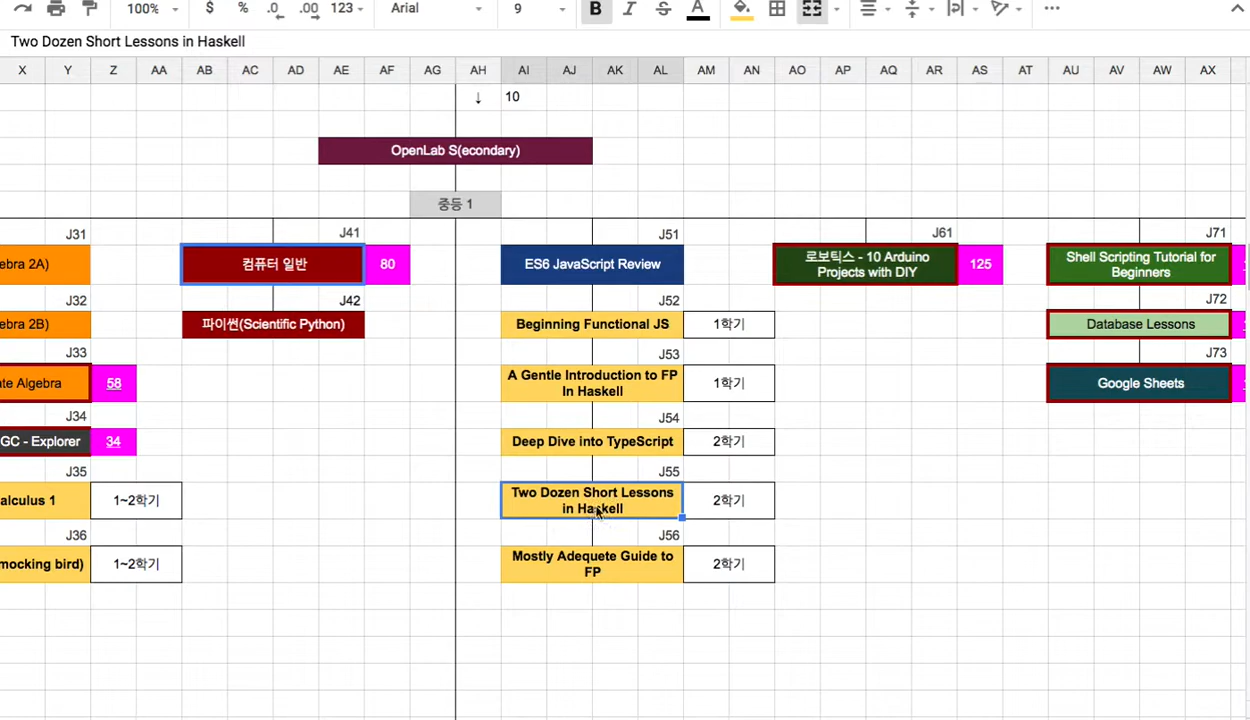 100%
$
%
.0
.00
123
Arial
9
B
I
S
A
Two Dozen Short Lessons in Haskell
X Y Z AA AB AC AD AE AF AG AH AI AJ AK AL AM AN AO AP AQ AR AS AT AU AV AW AX
↓ 10
OpenLab S(econdary)
중등 1
J31 J41 J51 J61 J71
ebra 2A)
컴퓨터 일반
80
ES6 JavaScript Review
로보틱스 - 10 Arduino
Projects with DIY
125
Shell Scripting Tutorial for
Beginners
J32 J42 J52 J72
ebra 2B)
파이썬(Scientific Python)
Beginning Functional JS
1학기
Database Lessons
J33 J53 J73
ate Algebra
58
A Gentle Introduction to FP
In Haskell
1학기
Google Sheets
J34 J54
GC - Explorer
34
Deep Dive into TypeScript
2학기
J35 J55
alculus 1
1~2학기
Two Dozen Short Lessons
in Haskell
2학기
J36 J56
mocking bird)
1~2학기
Mostly Adequete Guide to
FP
2학기